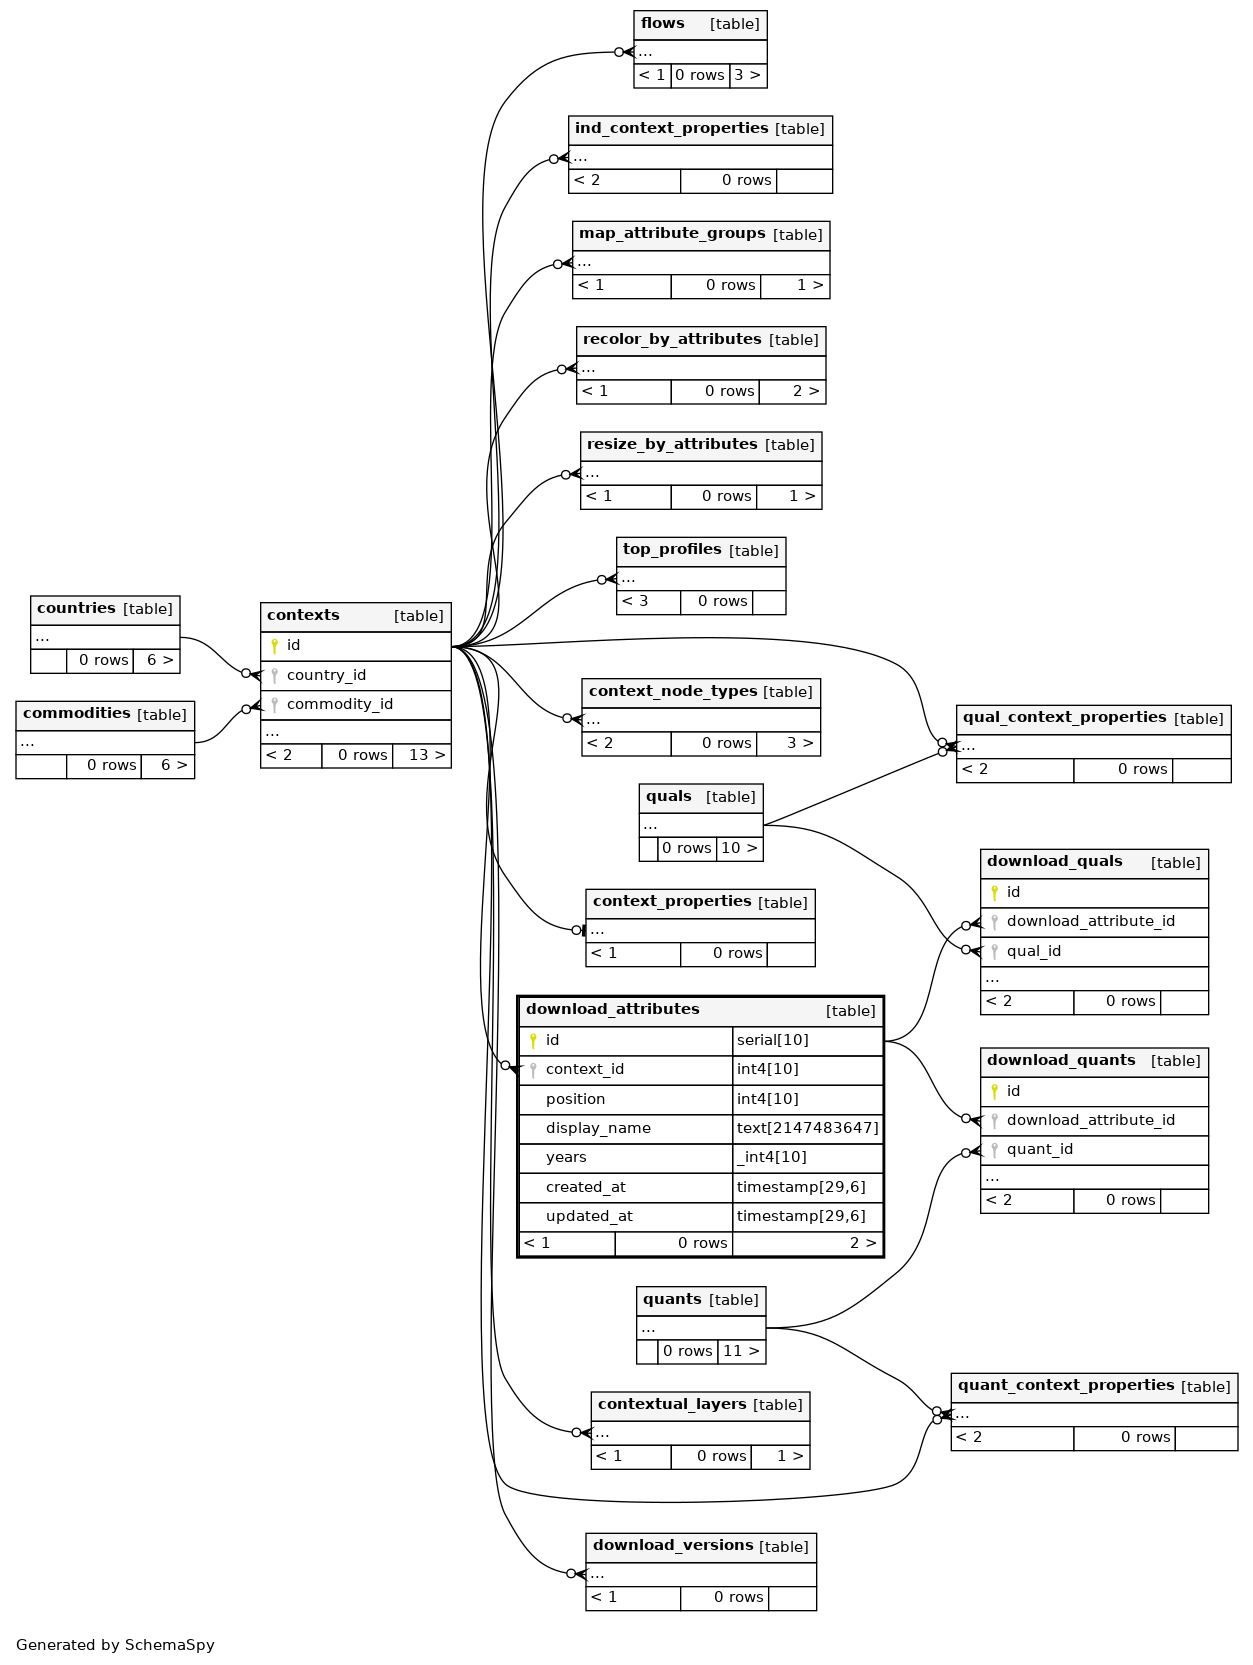 flows [table]
...
< 1 0 rows 3 >
ind_context_properties [table]
...
< 2 0 rows
map_attribute_groups [table]
...
< 1 0 rows 1 >
recolor_by_attributes [table]
...
< 1 0 rows 2 >
resize_by_attributes [table]
...
< 1 0 rows 1 >
top_profiles [table]
...
< 3 0 rows
countries [table]
...
0 rows 6 >
commodities [table]
...
0 rows 6 >
contexts [table]
id
country_id
commodity_id
...
< 2 0 rows 13 >
context_node_types [table]
...
< 2 0 rows 3 >
qual_context_properties [table]
...
< 2 0 rows
quals [table]
...
0 rows 10 >
download_quals [table]
id
download_attribute_id
qual_id
...
< 2 0 rows
context_properties [table]
...
< 1 0 rows
download_attributes [table]
id serial[10]
context_id int4[10]
position int4[10]
display_name text[2147483647]
years _int4[10]
created_at timestamp[29,6]
updated_at timestamp[29,6]
< 1 0 rows 2 >
download_quants [table]
id
download_attribute_id
quant_id
...
< 2 0 rows
quants [table]
...
0 rows 11 >
quant_context_properties [table]
...
< 2 0 rows
contextual_layers [table]
...
< 1 0 rows 1 >
download_versions [table]
...
< 1 0 rows
Generated by SchemaSpy